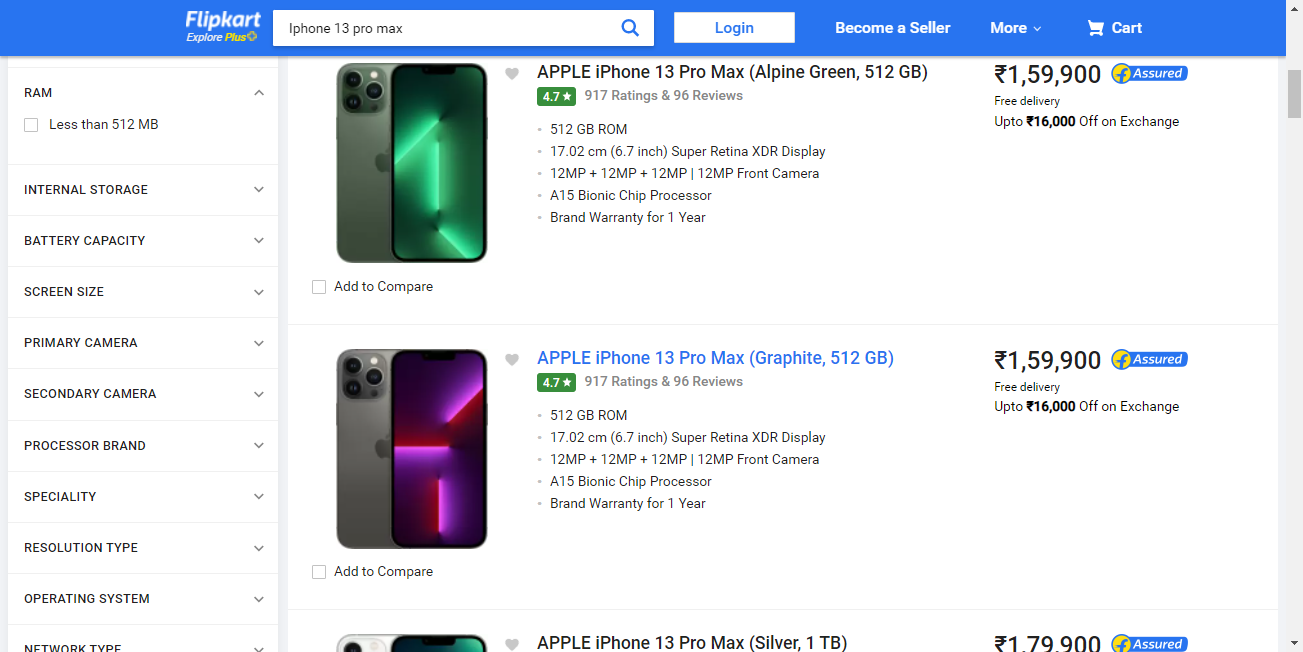 Flipkart
Explore Plus
Iphone 13 pro max
Login
Become a Seller
More
Cart
RAM
Less than 512 MB
INTERNAL STORAGE
BATTERY CAPACITY
SCREEN SIZE
PRIMARY CAMERA
SECONDARY CAMERA
PROCESSOR BRAND
SPECIALITY
RESOLUTION TYPE
OPERATING SYSTEM
NETWORK TYPE
APPLE iPhone 13 Pro Max (Alpine Green, 512 GB)
4.7★ 917 Ratings & 96 Reviews
512 GB ROM
17.02 cm (6.7 inch) Super Retina XDR Display
12MP + 12MP + 12MP | 12MP Front Camera
A15 Bionic Chip Processor
Brand Warranty for 1 Year
₹1,59,900 Assured
Free delivery
Upto ₹16,000 Off on Exchange
Add to Compare
APPLE iPhone 13 Pro Max (Graphite, 512 GB)
4.7★ 917 Ratings & 96 Reviews
512 GB ROM
17.02 cm (6.7 inch) Super Retina XDR Display
12MP + 12MP + 12MP | 12MP Front Camera
A15 Bionic Chip Processor
Brand Warranty for 1 Year
₹1,59,900 Assured
Free delivery
Upto ₹16,000 Off on Exchange
Add to Compare
APPLE iPhone 13 Pro Max (Silver, 1 TB)
₹1,79,900 Assured